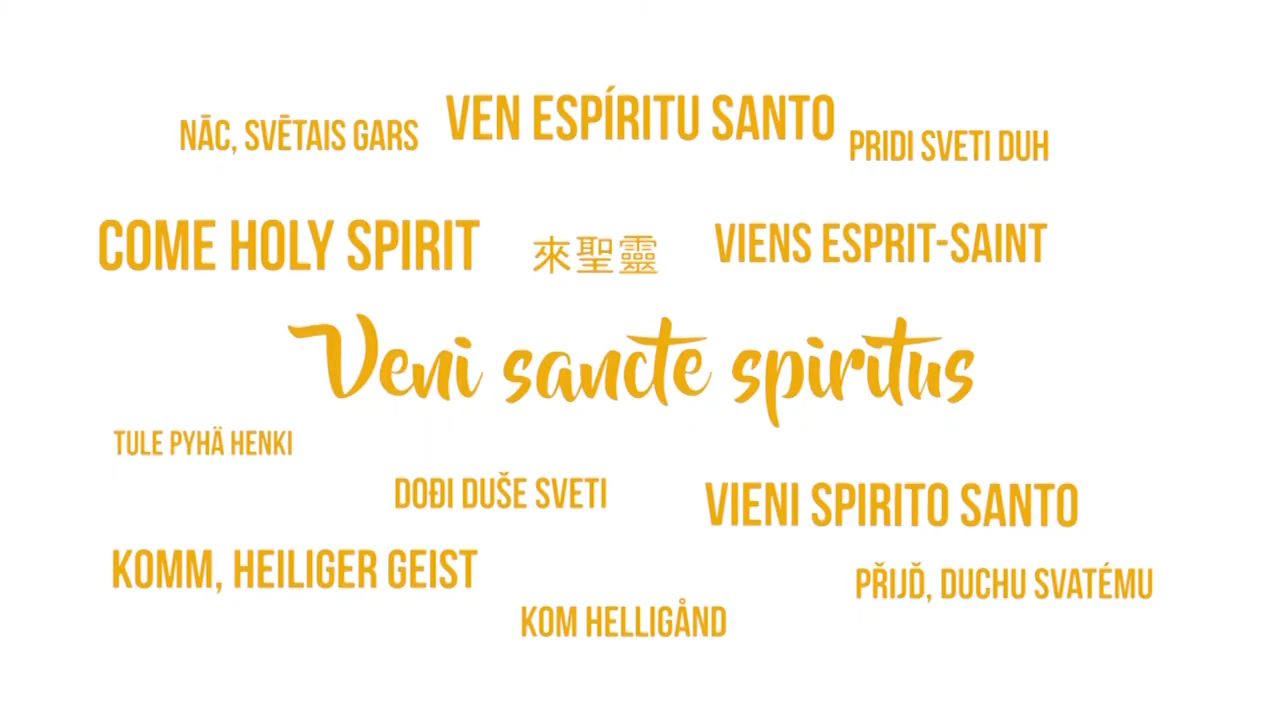 NĀC, SVĒTAIS GARS
VEN ESPÍRITU SANTO
PRIDI SVETI DUH
COME HOLY SPIRIT
來聖靈
VIENS ESPRIT-SAINT
Veni sancte spiritus
TULE PYHÄ HENKI
DOĐI DUŠE SVETI
VIENI SPIRITO SANTO
KOMM, HEILIGER GEIST
PŘIJĎ, DUCHU SVATÉMU
KOM HELLIGÅND